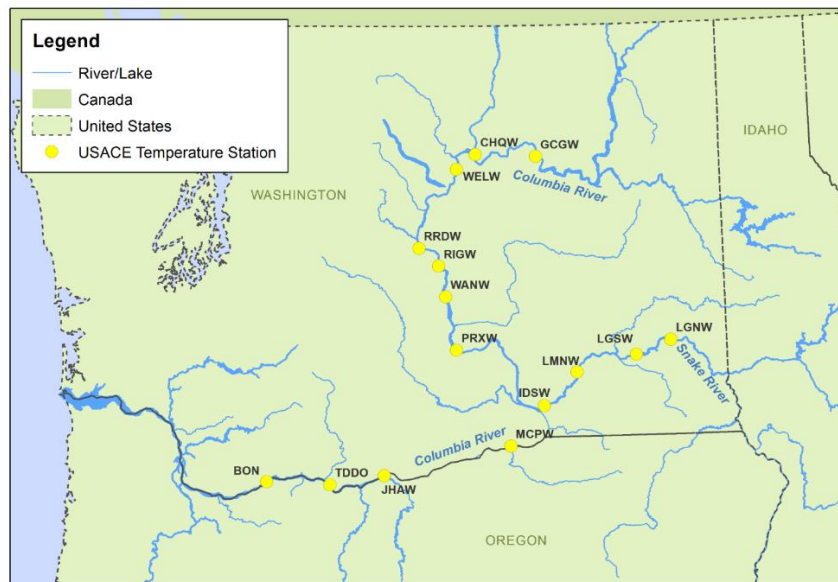 Legend
River/Lake
Canada
United States
USACE Temperature Station
IDAHO
CHQW
GCGW
WELW
Columbia River
WASHINGTON
RRDW
RIGW
WANW
PRXW
LGNW
LGSW
LMNW
Snake River
IDSW
MCPW
Columbia River
BON
TDDO
JHAW
OREGON